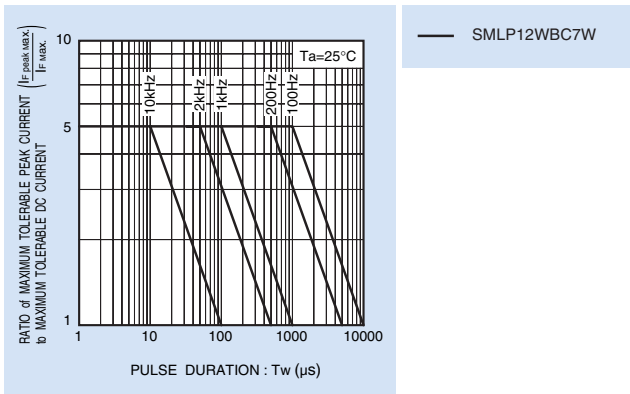 SMLP12WBC7W
Ta=25°C
10kHz
2kHz
1kHz
200Hz
100Hz
RATIO of MAXIMUM TOLERABLE PEAK CURRENT (IF peak Max. / IF Max.)
to MAXIMUM TOLERABLE DC CURRENT
10
5
1
1 10 100 1000 10000
PULSE DURATION : Tw (μs)